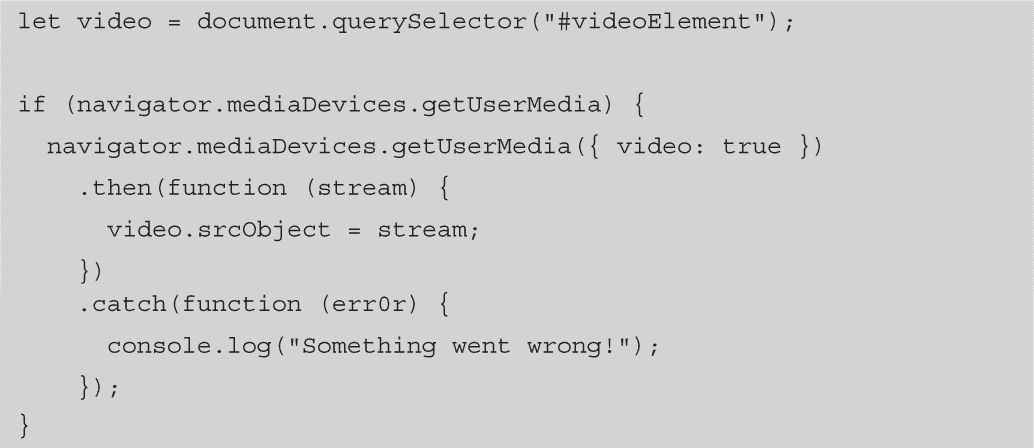 let video = document.querySelector("#videoElement");
if (navigator.mediaDevices.getUserMedia) {
navigator.mediaDevices.getUserMedia({ video: true })
.then(function (stream) {
video.srcObject = stream;
})
.catch(function (err0r) {
console.log("Something went wrong!");
});
}